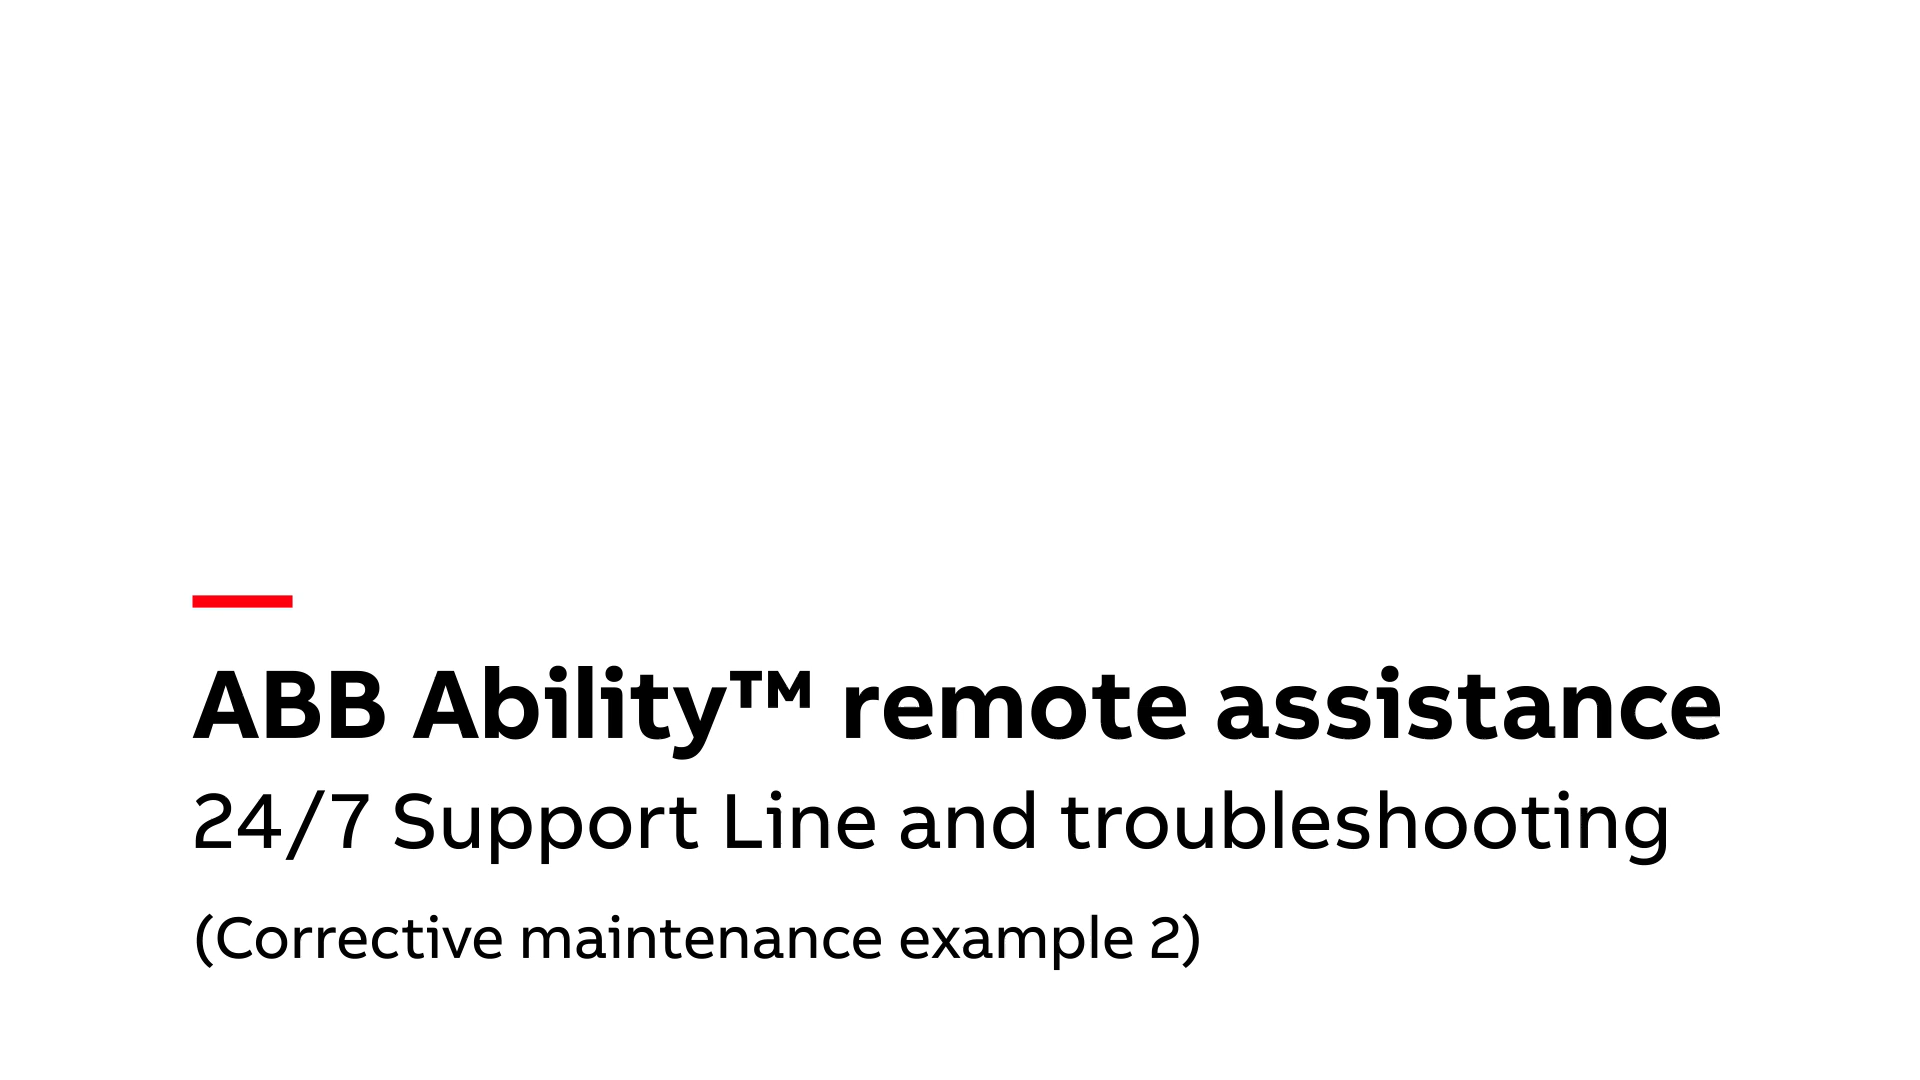 ABB Ability™ remote assistance
24/7 Support Line and troubleshooting
(Corrective maintenance example 2)